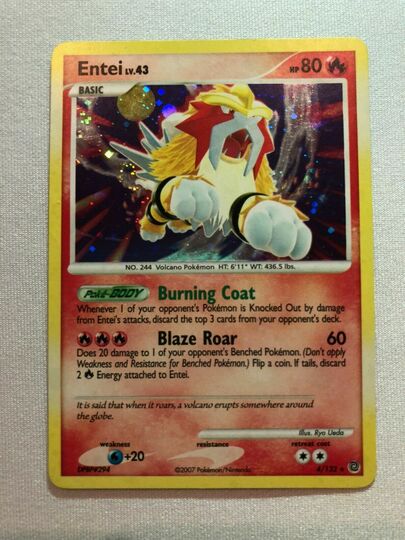 Entei LV.43
HP 80
BASIC
NO. 244 Volcano Pokémon HT: 6'11" WT: 436.5 lbs.
Poké-BODY Burning Coat
Whenever 1 of your opponent's Pokémon is Knocked Out by damage
from Entei's attacks, discard the top 3 cards from your opponent's deck.
Blaze Roar 60
Does 20 damage to 1 of your opponent's Benched Pokémon. (Don't apply
Weakness and Resistance for Benched Pokémon.) Flip a coin. If tails, discard
2 Energy attached to Entei.
It is said that when it roars, a volcano erupts somewhere around
the globe.
Illus. Ryo Ueda
weakness resistance retreat cost
+20
DPBP#294 ©2007 Pokémon/Nintendo. 4/132 ★